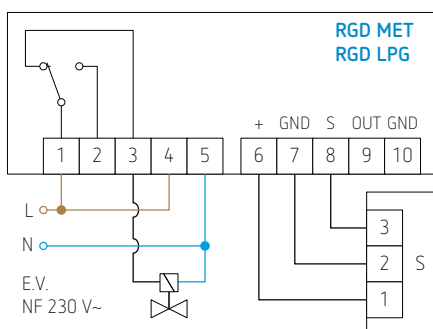 RGD MET
RGD LPG
+ GND S OUT GND
1 2 3 4 5 6 7 8 9 10
L
N
3
2 S
1
E.V.
NF 230 V~